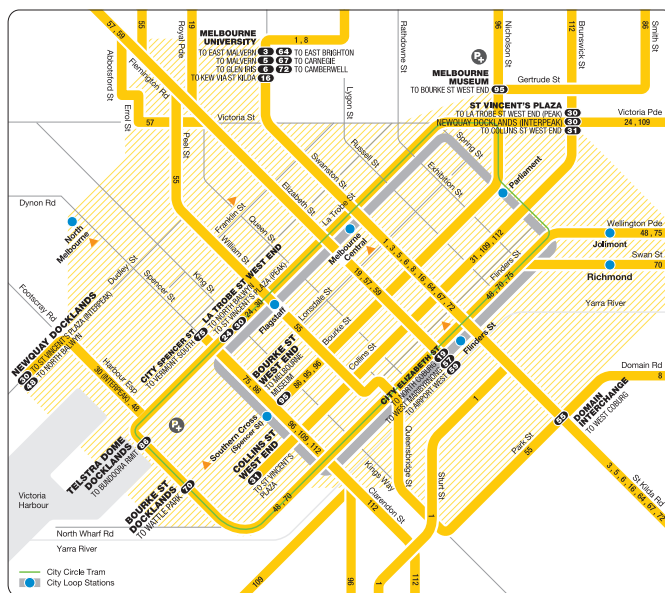 57, 59
Royal Pde
19
MELBOURNE
UNIVERSITY
TO EAST MALVERN 3 64 TO EAST BRIGHTON
TO MALVERN 5 67 TO CARNEGIE
TO GLEN IRIS 6 72 TO CAMBERWELL
TO KEW VIA ST KILDA 16
1, 8
Rathdowne St
96
Nicholson St
112
Brunswick St
86
Smith St
Abbotsford St
Flemington Rd
Errol St
Peel St
57
Victoria St
Lygon St
P+
MELBOURNE
MUSEUM
TO BOURKE ST WEST END 95
Gertrude St
ST VINCENT'S PLAZA
TO LA TROBE ST WEST END (PEAK) 30
NEWQUAY DOCKLANDS (INTERPEAK) 30
TO COLLINS ST WEST END 31
Victoria Pde
24, 109
55
Swanston St
Russell St
Exhibition St
Spring St
Parliament
Elizabeth St
La Trobe St
Franklin St
Queen St
William St
Melbourne
Central
Dynon Rd
North
Melbourne
Dudley St
Spencer St
King St
Wellington Pde
48, 75
Jolimont
Swan St
70
Richmond
Yarra River
1, 3, 5, 6, 8, 16, 64, 67, 72
31, 109, 112
Flinders St
48, 70, 75
19, 57, 59
Footscray Rd
NEWQUAY DOCKLANDS
30 TO ST VINCENT'S PLAZA (INTERPEAK)
48 TO NORTH BALWYN
CITY SPENCER ST
TO VERMONT SOUTH 75
LA TROBE ST WEST END
TO NORTH BALWYN
TO ST VINCENT'S PLAZA (PEAK)
24 30
24, 30
Flagstaff
Lonsdale St
Bourke St
Collins St
55
Flinders St
Harbour Esp
30 (INTERPEAK), 48
75, 86
BOURKE ST
WEST END
TO MELBOURNE
MUSEUM
95
86, 95, 96
CITY ELIZABETH ST
TO NORTH COBURG 19
TO WEST MARIBYRNONG 57
TO AIRPORT WEST 59
Domain Rd
8
1
DOMAIN
INTERCHANGE
TO WEST COBURG
55
P+
Southern Cross
(Spencer St)
96, 109, 112
TELSTRA DOME
DOCKLANDS
TO BUNDOORA RMIT 86
BOURKE ST
DOCKLANDS
TO WATTLE PARK 70
COLLINS ST
WEST END
31
TO ST VINCENT'S
PLAZA
Queensbridge St
Park St
55
Kings Way
Sturt St
Clarendon St
112
1
St Kilda Rd
3, 5, 6, 16, 64, 67, 72
Victoria
Harbour
48, 70
North Wharf Rd
Yarra River
City Circle Tram
City Loop Stations
109
96
1
112